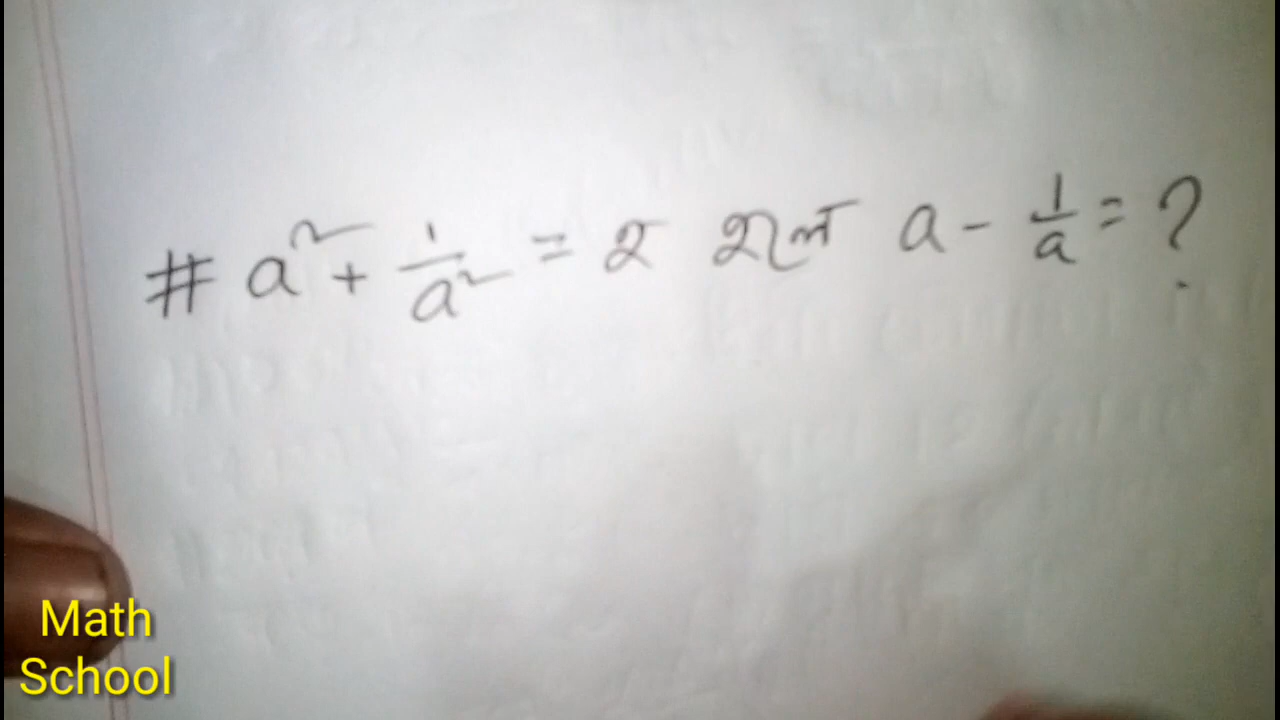 # a² + 1/a² = ২ হলে a - 1/a = ?
Math
School